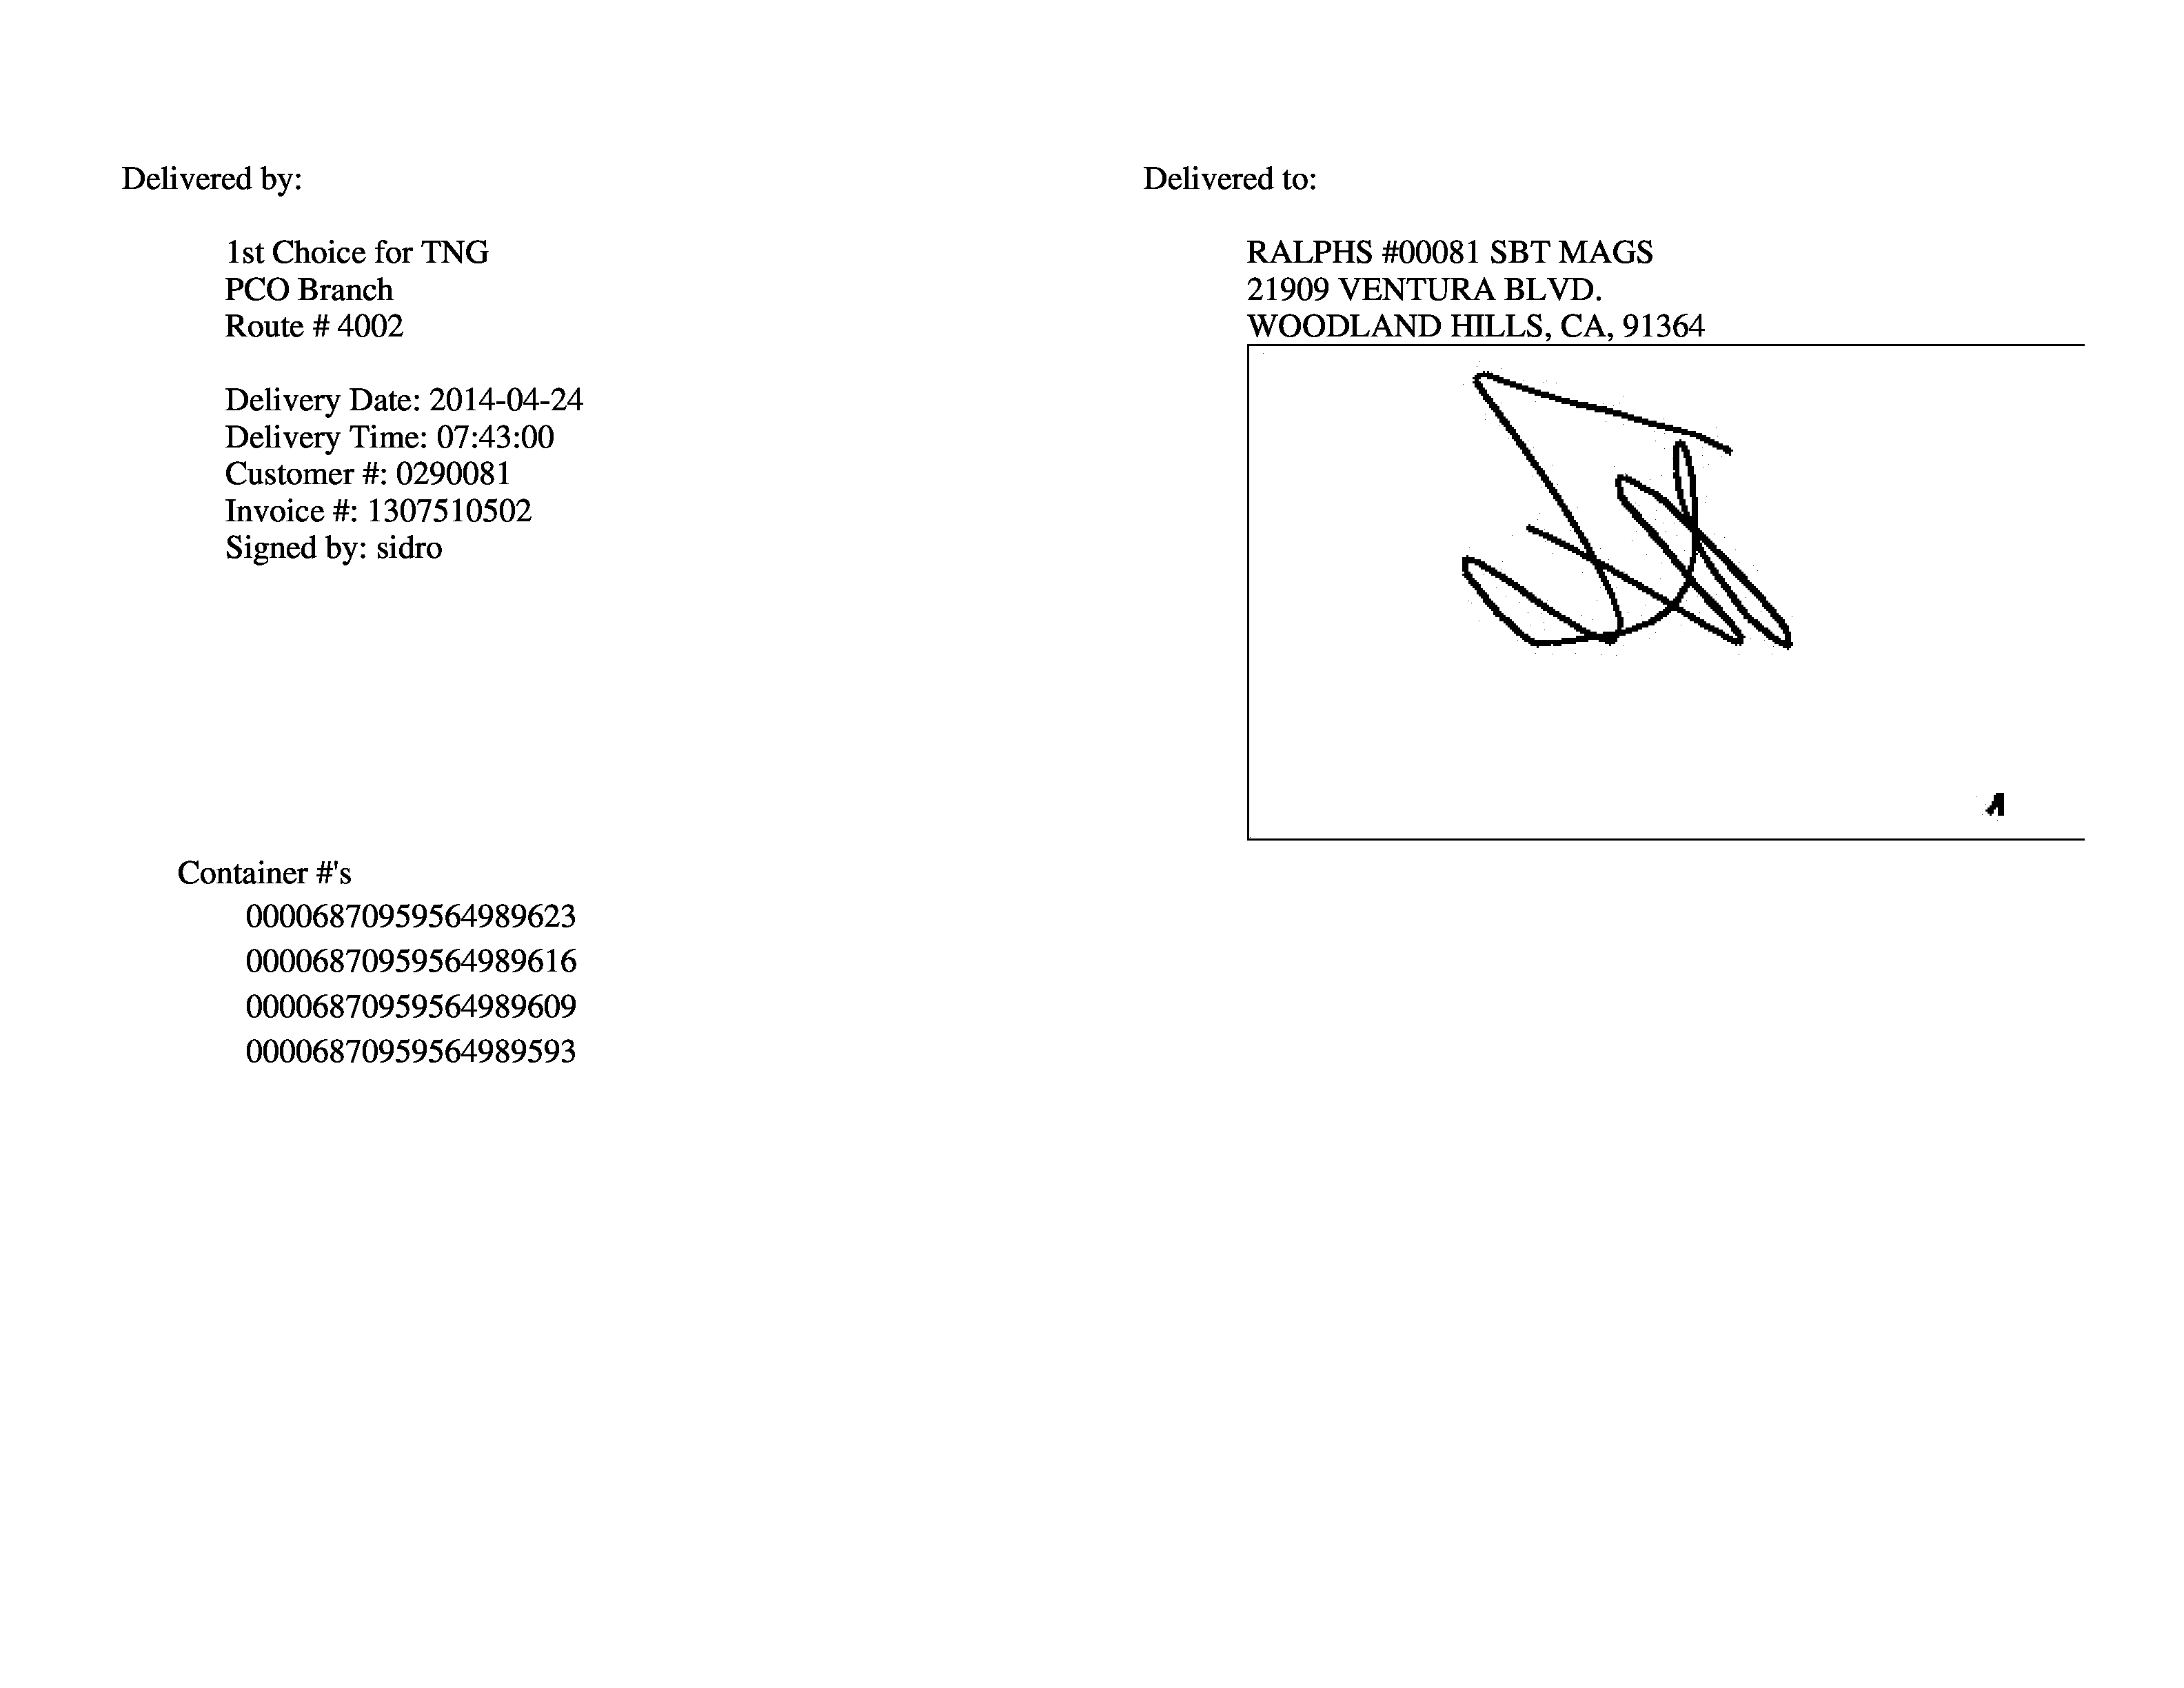 Delivered by:
1st Choice for TNG
PCO Branch
Route # 4002
Delivery Date: 2014-04-24
Delivery Time: 07:43:00
Customer #: 0290081
Invoice #: 1307510502
Signed by: sidro
Delivered to:
RALPHS #00081 SBT MAGS
21909 VENTURA BLVD.
WOODLAND HILLS, CA, 91364
Container #'s
00006870959564989623
00006870959564989616
00006870959564989609
00006870959564989593